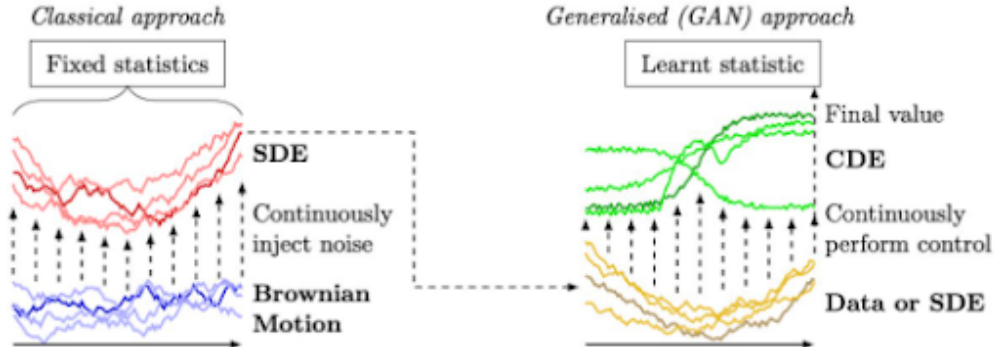 Classical approach
Fixed statistics
SDE
Continuously
inject noise
Brownian
Motion
Generalised (GAN) approach
Learnt statistic
Final value
CDE
Continuously
perform control
Data or SDE